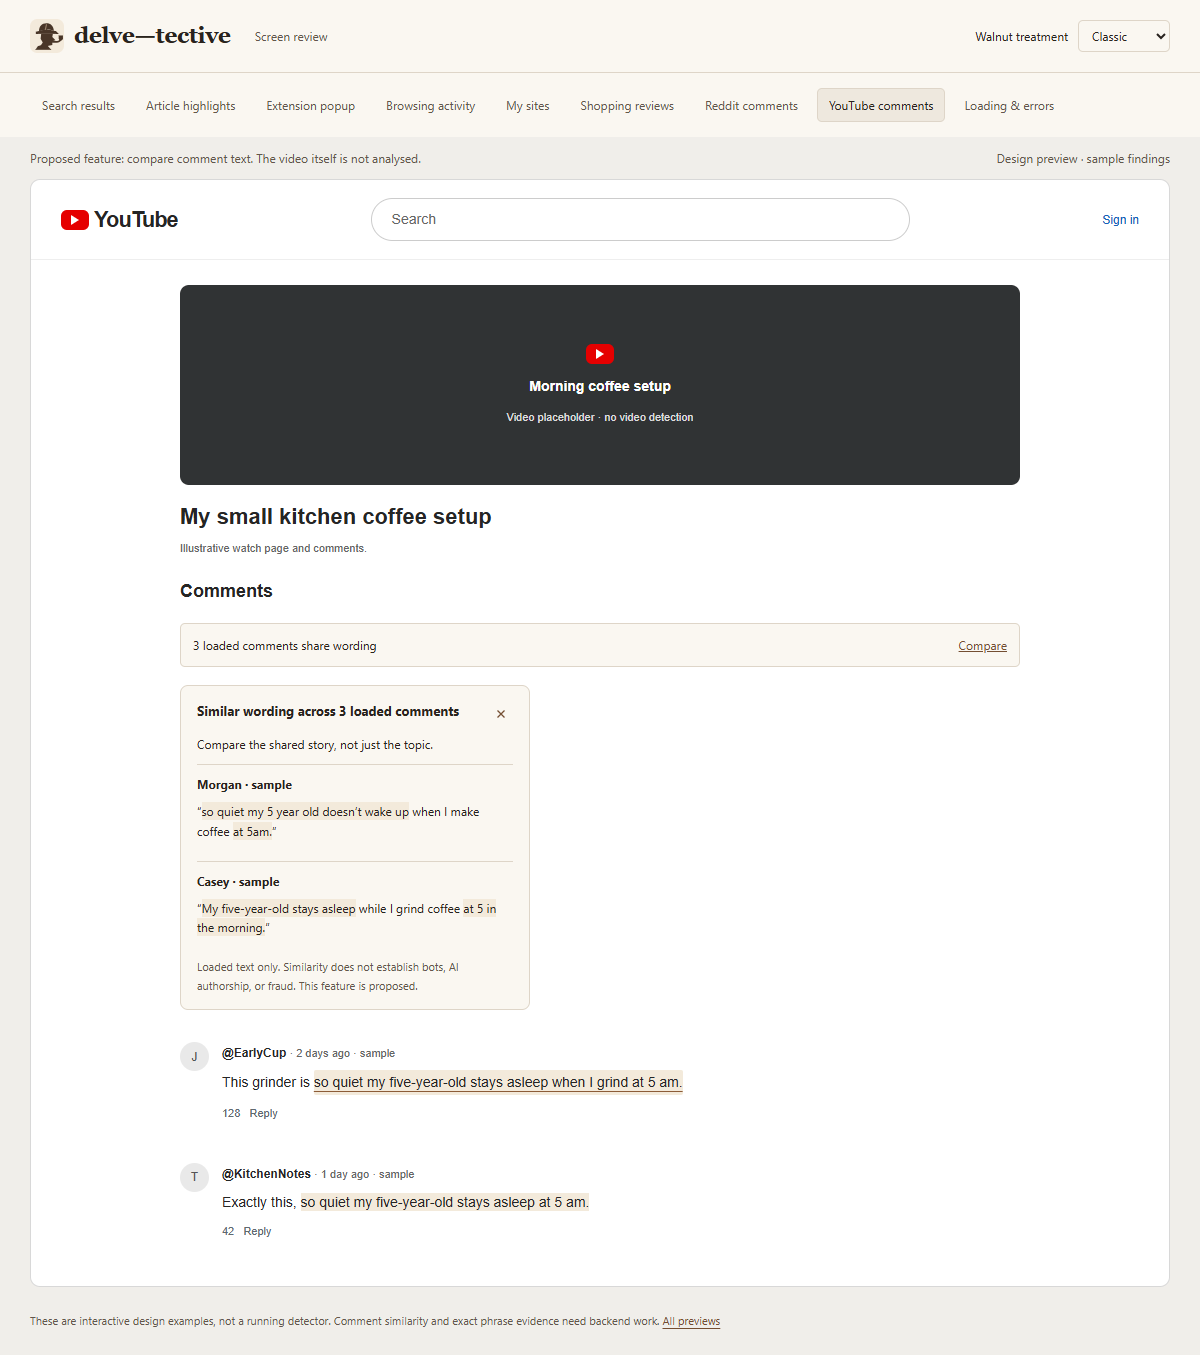 delve—tective
Screen review
Walnut treatment
Classic
Search results
Article highlights
Extension popup
Browsing activity
My sites
Shopping reviews
Reddit comments
YouTube comments
Loading & errors
Proposed feature: compare comment text. The video itself is not analysed.
Design preview · sample findings
YouTube
Search
Sign in
Morning coffee setup
Video placeholder · no video detection
My small kitchen coffee setup
Illustrative watch page and comments.
Comments
3 loaded comments share wording
Compare
Similar wording across 3 loaded comments
×
Compare the shared story, not just the topic.
Morgan · sample
“so quiet my 5 year old doesn’t wake up when I make
coffee at 5am.”
Casey · sample
“My five-year-old stays asleep while I grind coffee at 5 in
the morning.”
Loaded text only. Similarity does not establish bots, AI
authorship, or fraud. This feature is proposed.
J
@EarlyCup · 2 days ago · sample
This grinder is so quiet my five-year-old stays asleep when I grind at 5 am.
128 Reply
T
@KitchenNotes · 1 day ago · sample
Exactly this, so quiet my five-year-old stays asleep at 5 am.
42 Reply
These are interactive design examples, not a running detector. Comment similarity and exact phrase evidence need backend work. All previews